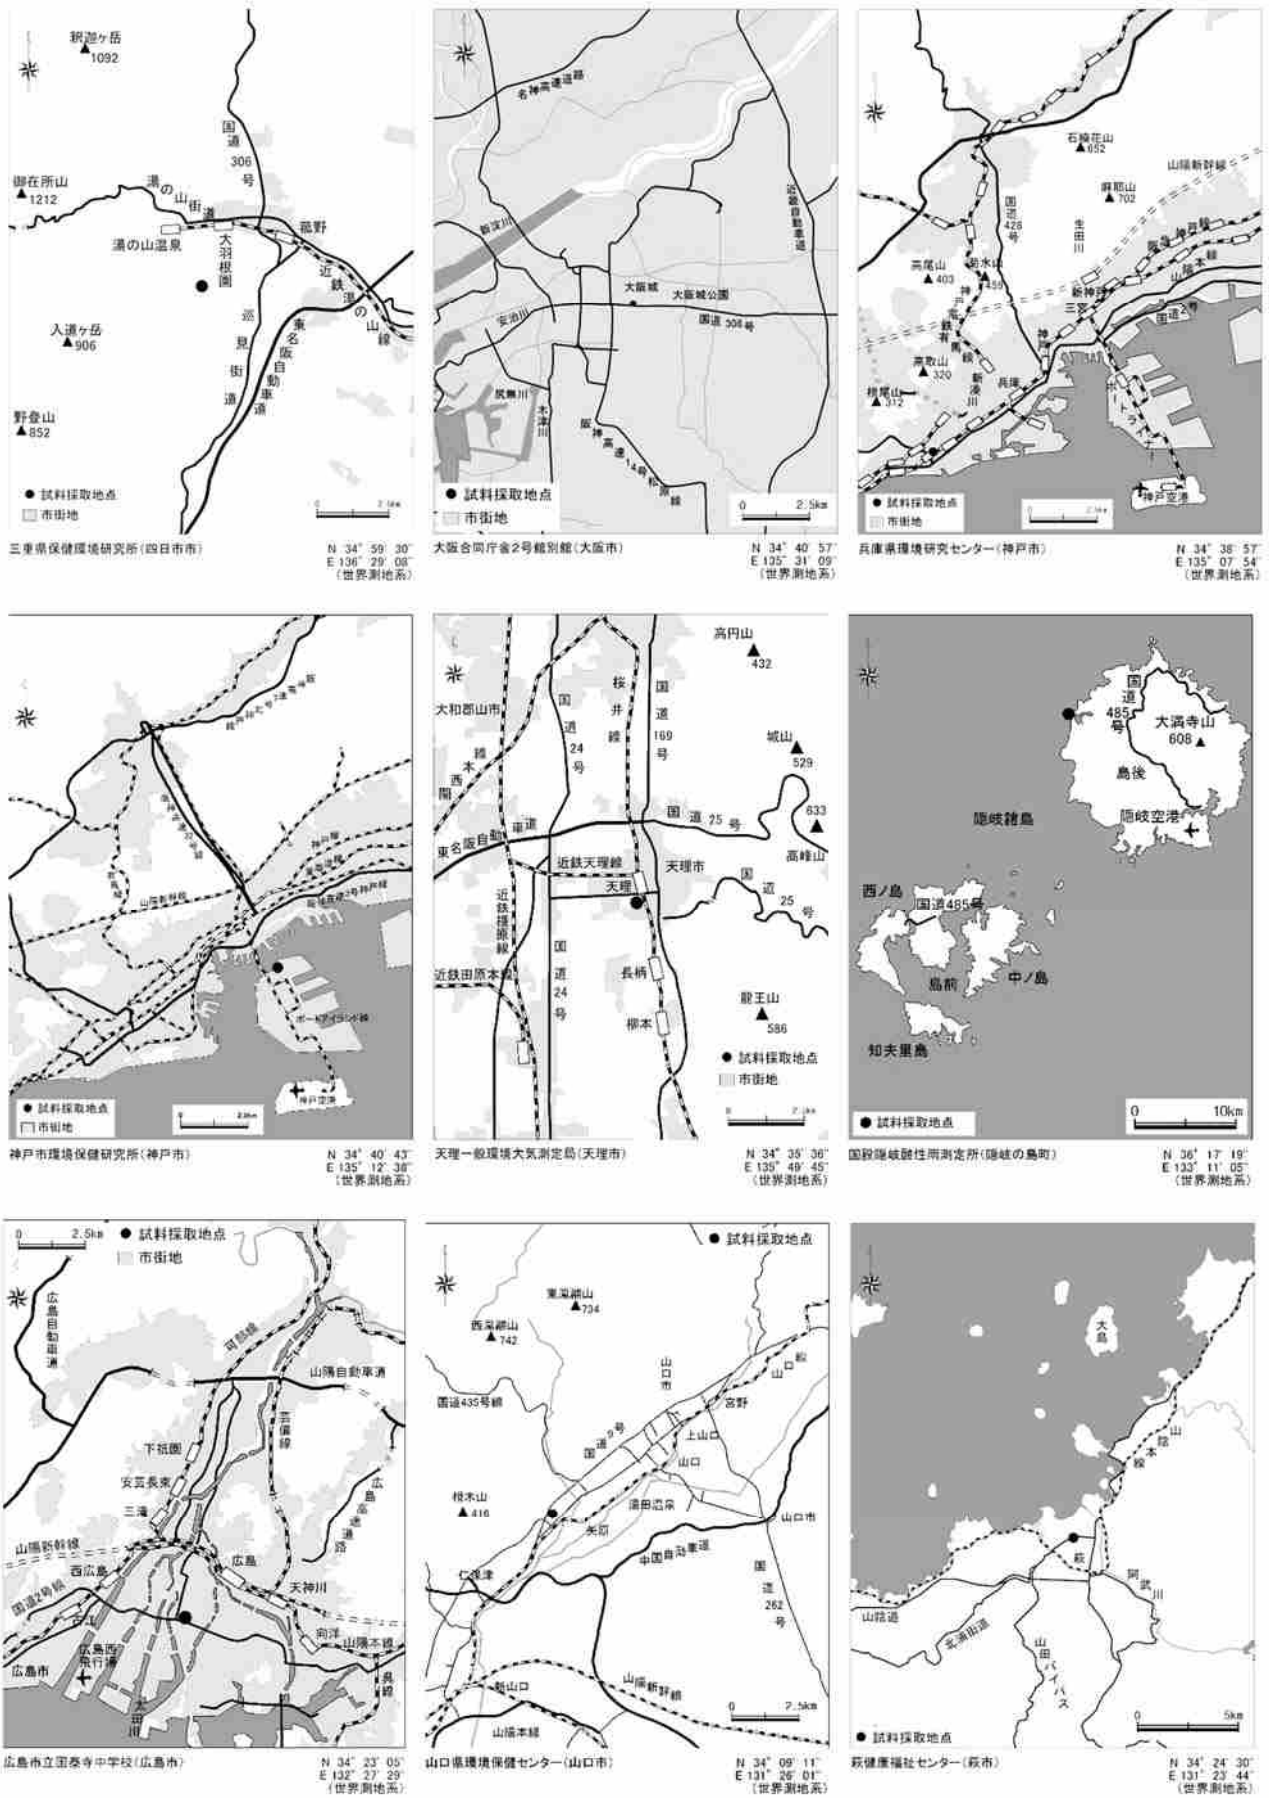 釈迦ヶ岳
1092
国道306号
御在所山
1212
湯の山街道
菰野
湯の山温泉
大羽根園
近鉄湯の山線
入道ヶ岳
906
巡見街道
東名阪自動車道
野登山
852
試料採取地点
市街地
0 2.5km
三重県保健環境研究所(四日市市)
N 34° 59′ 30″
E 136° 29′ 08″
(世界測地系)
名神高速道路
近畿自動車道
新淀川
大阪城
大阪城公園
安治川
国道308号
尻無川
木津川
阪神高速14号松原線
試料採取地点
市街地
0 2.5km
大阪合同庁舎2号館別館(大阪市)
N 34° 40′ 57″
E 135° 31′ 09″
(世界測地系)
652
山陽新幹線
摩耶山
702
国道428号
生田川
阪急神戸線
山陰本線
高尾山
403
菊水山
459
新神戸
三宮
国道2号
神戸電鉄有馬線
神戸
高取山
320
新湊川
兵庫
ポートライナー
312
神戸空港
試料採取地点
市街地
0 2.5km
兵庫県環境研究センター(神戸市)
N 34° 38′ 57″
E 135° 07′ 54″
(世界測地系)
有馬線
山陽新幹線
神戸線
ポートアイランド線
神戸空港
試料採取地点
市街地
0 2.5km
神戸市環境保健研究所(神戸市)
N 34° 40′ 43″
E 135° 12′ 38″
(世界測地系)
高円山
432
大和郡山市
国道24号
桜井線
国道169号
城山
529
関西本線
国道25号
633
東名阪自動車道
高峰山
近鉄天理線
天理市
天理
国道25号
近鉄橿原線
国道24号
近鉄田原本線
長柄
龍王山
586
柳本
試料採取地点
市街地
0 2.5km
天理一般環境大気測定局(天理市)
N 34° 35′ 36″
E 135° 49′ 45″
(世界測地系)
国道485号
大満寺山
608
島後
隠岐諸島
隠岐空港
西ノ島
国道485号
島前
中ノ島
知夫里島
試料採取地点
0 10km
国設隠岐酸性雨測定所(隠岐の島町)
N 36° 17′ 19″
E 133° 11′ 05″
(世界測地系)
0 2.5km
試料採取地点
市街地
広島自動車道
可部線
山陽自動車道
芸備線
下祇園
安芸長束
三滝
広島高速道路
山陽新幹線
西広島
広島
国道2号線
天神川
古江
向洋
山陽本線
広島市
広島西飛行場
太田川
呉線
広島市立国泰寺中学校(広島市)
N 34° 23′ 05″
E 132° 27′ 29″
(世界測地系)
試料採取地点
東鳳翩山
734
西鳳翩山
742
山口市
山口線
国道435号線
宮野
国道9号
上山口
山口
湯田温泉
416
矢原
山口市
中国自動車道
仁保津
国道262号
新山口
山陽新幹線
山陽本線
0 2.5km
山口県環境保健センター(山口市)
N 34° 09′ 11″
E 131° 26′ 01″
(世界測地系)
大島
山陰本線
萩
阿武川
山陰道
北浦街道
山田バイパス
試料採取地点
0 5km
萩健康福祉センター(萩市)
N 34° 24′ 30″
E 131° 23′ 44″
(世界測地系)